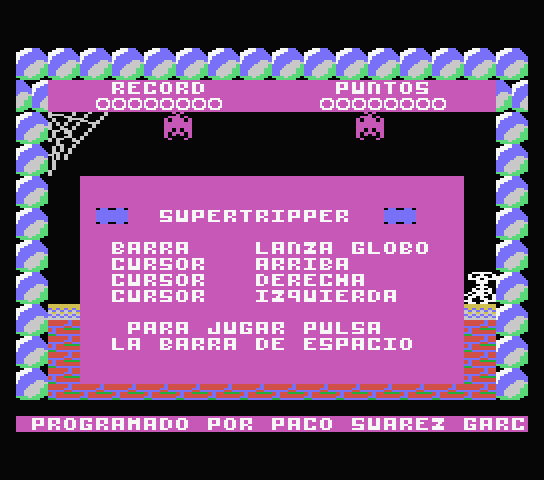 RECORD PUNTOS
00000000 00000000
SUPERTRIPPER
BARRA LANZA GLOBO
CURSOR ARRIBA
CURSOR DERECHA
CURSOR IZQUIERDA
PARA JUGAR PULSA
LA BARRA DE ESPACIO
PROGRAMADO POR PACO SUAREZ GARC